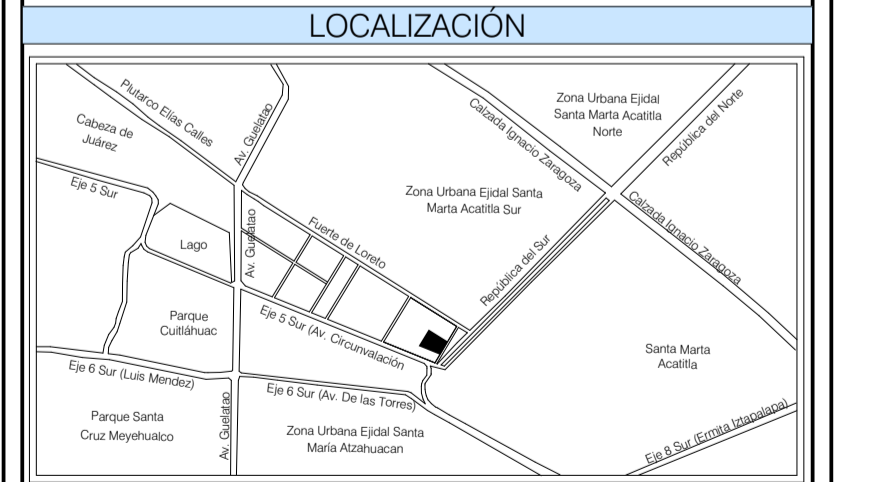 LOCALIZACIÓN
Plutarco Elías Calles
Cabeza de
Juárez
Av. Guelatao
Calzada Ignacio Zaragoza
Zona Urbana Ejidal
Santa Marta Acatitla
Norte
República del Norte
Eje 5 Sur
Zona Urbana Ejidal Santa
Marta Acatitla Sur
Calzada Ignacio Zaragoza
Lago
Av. Guelatao
Fuerte de Loreto
República del Sur
Parque
Cuitláhuac
Eje 5 Sur (Av. Circunvalación
Santa Marta
Acatitla
Eje 6 Sur (Luis Mendez)
Eje 6 Sur (Av. De las Torres)
Parque Santa
Cruz Meyehualco
Av. Guelatao
Zona Urbana Ejidal Santa
María Atzahuacan
Eje 8 Sur (Ermita Iztapalapa)